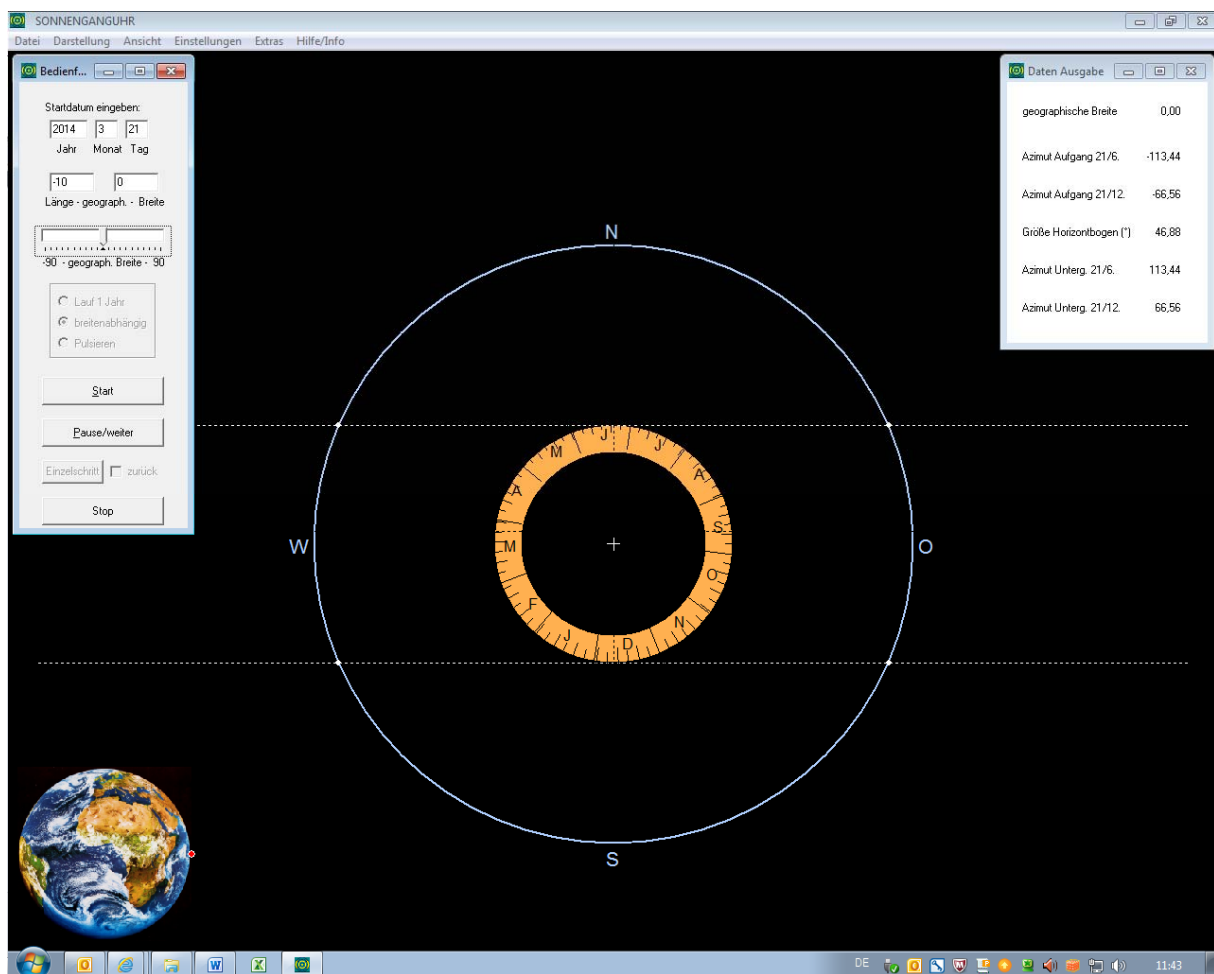 SONNENGANGUHR
Datei Darstellung Ansicht Einstellungen Extras Hilfe/Info
Bedienf...
Startdatum eingeben:
2014 3 21
Jahr Monat Tag
-10 0
Länge - geograph. - Breite
-90 - geograph. Breite - 90
Lauf 1 Jahr
breitenabhängig
Pulsieren
Start
Pause/weiter
Einzelschritt zurück
Stop
N
W
O
S
J
J
A
S
O
N
D
J
F
M
A
M
Daten Ausgabe
geographische Breite 0,00
Azimut Aufgang 21/6. -113,44
Azimut Aufgang 21/12. -66,56
Größe Horizontbogen (°) 46,88
Azimut Unterg. 21/6. 113,44
Azimut Unterg. 21/12. 66,56
DE 11:43